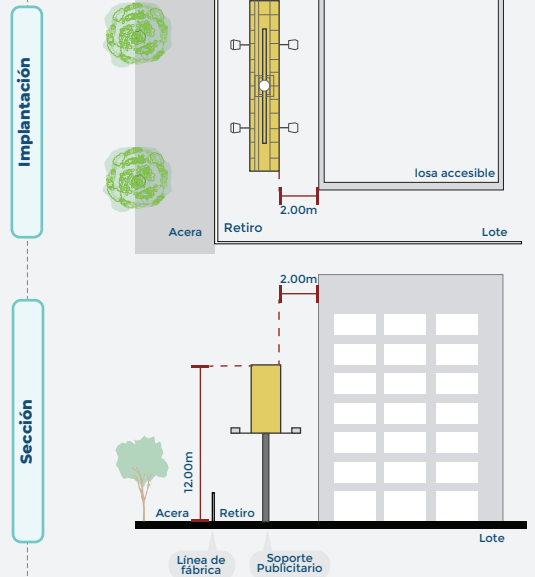 Implantación
losa accesible
2.00m
Acera
Retiro
Lote
Sección
2.00m
12.00m
Acera
Retiro
Lote
Línea de
fábrica
Soporte
Publicitario